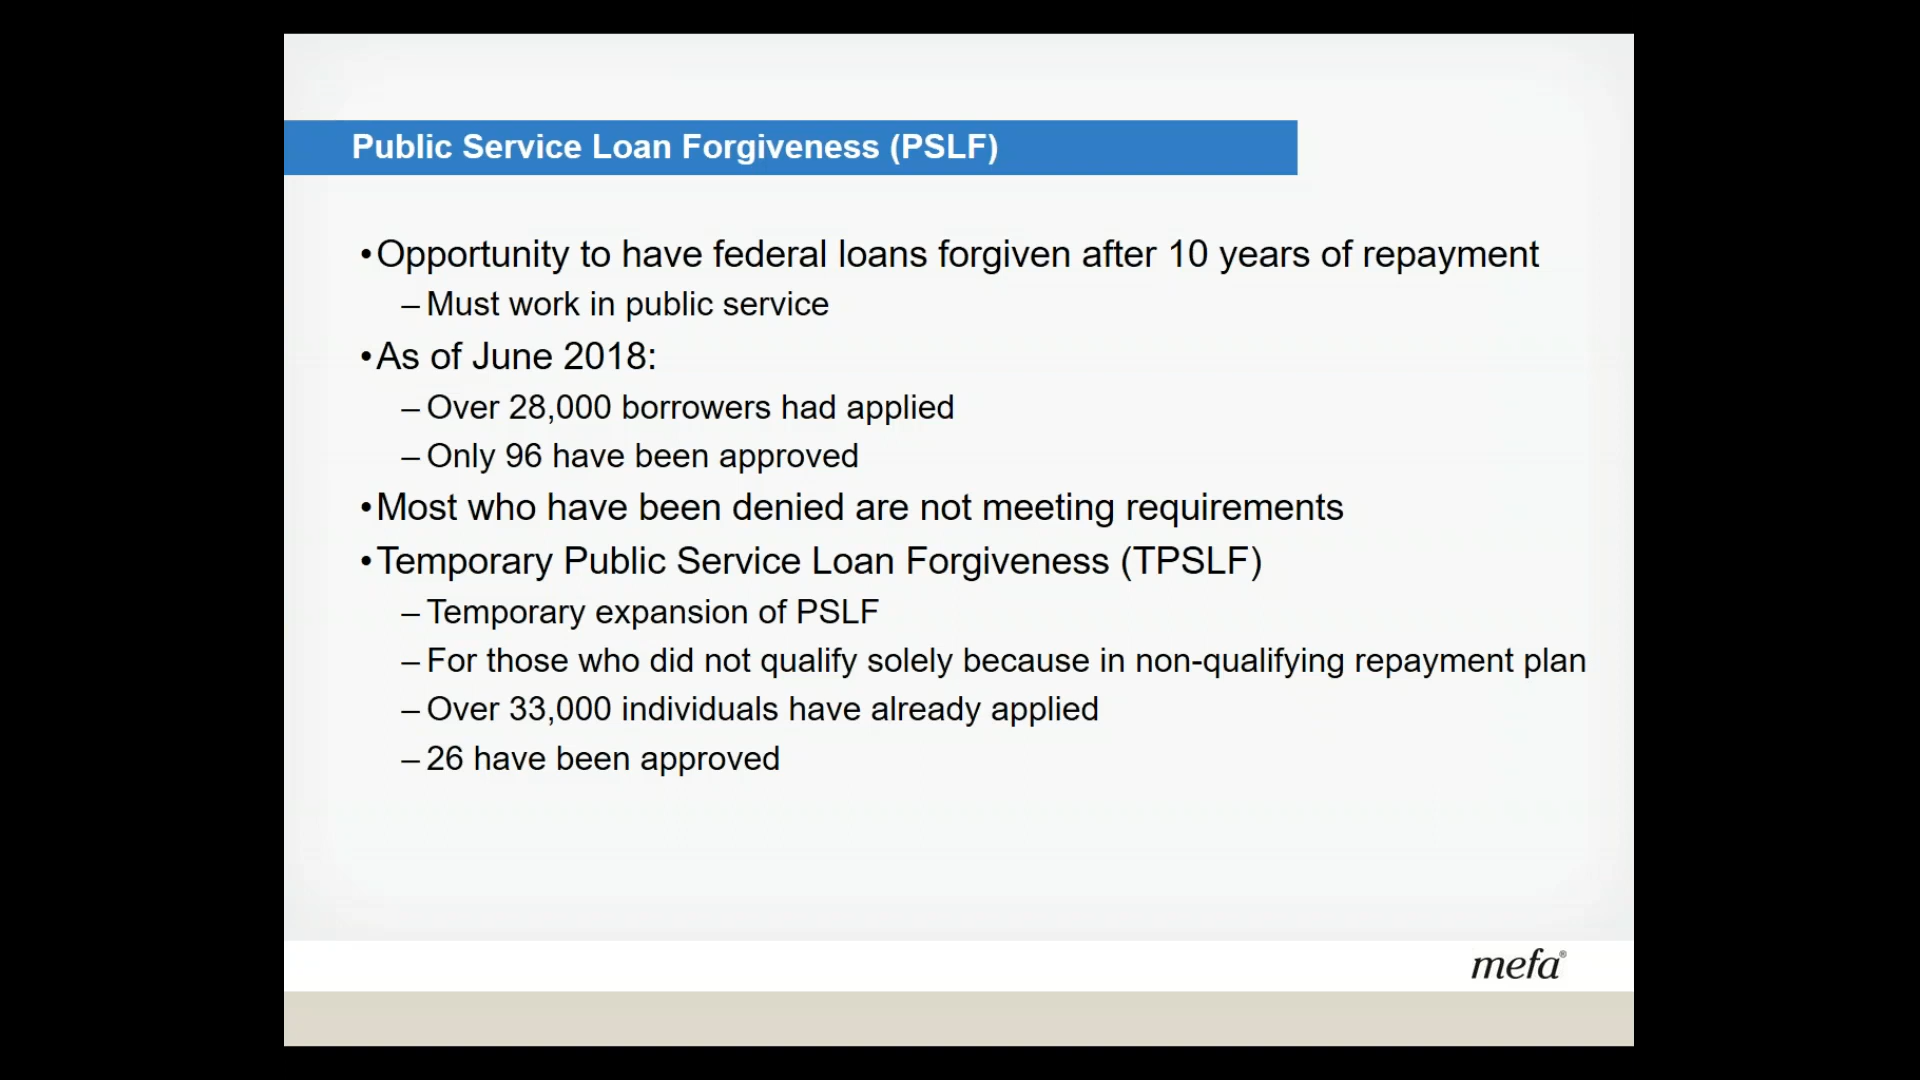 Public Service Loan Forgiveness (PSLF)
•Opportunity to have federal loans forgiven after 10 years of repayment
– Must work in public service
•As of June 2018:
– Over 28,000 borrowers had applied
– Only 96 have been approved
•Most who have been denied are not meeting requirements
•Temporary Public Service Loan Forgiveness (TPSLF)
– Temporary expansion of PSLF
– For those who did not qualify solely because in non-qualifying repayment plan
– Over 33,000 individuals have already applied
– 26 have been approved
mefa®